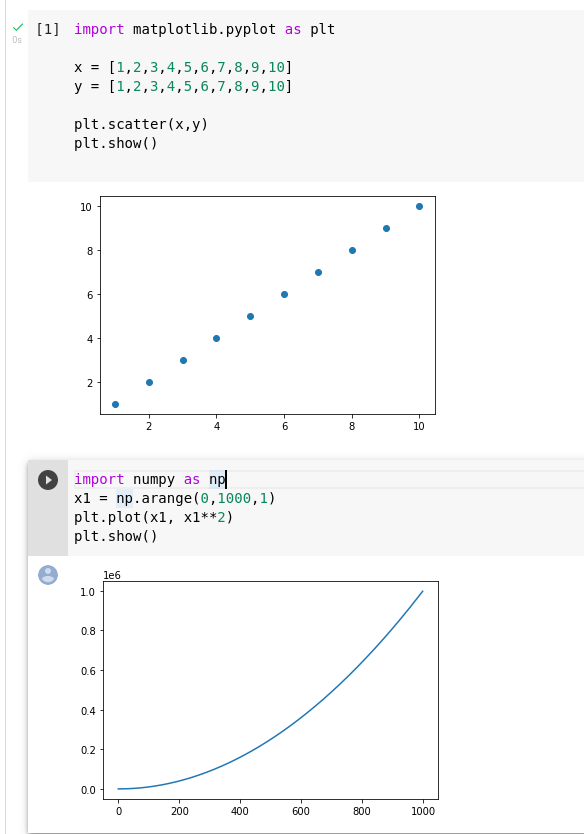 [1] import matplotlib.pyplot as plt
0s
x = [1,2,3,4,5,6,7,8,9,10]
y = [1,2,3,4,5,6,7,8,9,10]
plt.scatter(x,y)
plt.show()
10
8
6
4
2
2 4 6 8 10
import numpy as np
x1 = np.arange(0,1000,1)
plt.plot(x1, x1**2)
plt.show()
1e6
1.0
0.8
0.6
0.4
0.2
0.0
0 200 400 600 800 1000